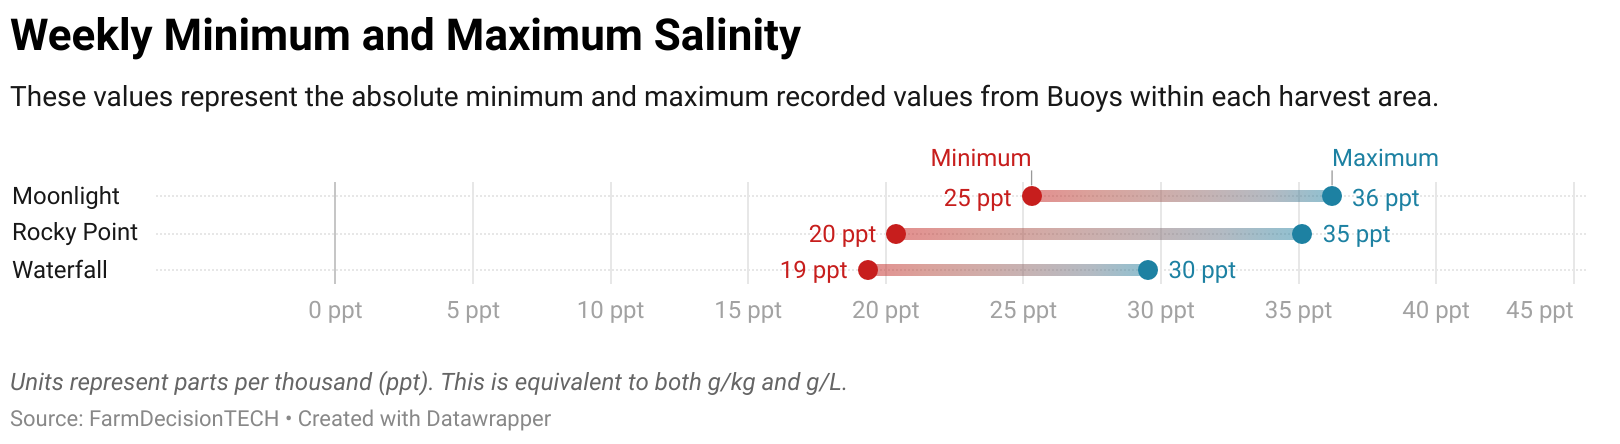 Weekly Minimum and Maximum Salinity
These values represent the absolute minimum and maximum recorded values from Buoys within each harvest area.
Minimum Maximum
Moonlight 25 ppt 36 ppt
Rocky Point 20 ppt 35 ppt
Waterfall 19 ppt 30 ppt
0 ppt 5 ppt 10 ppt 15 ppt 20 ppt 25 ppt 30 ppt 35 ppt 40 ppt 45 ppt
Units represent parts per thousand (ppt). This is equivalent to both g/kg and g/L.
Source: FarmDecisionTECH • Created with Datawrapper